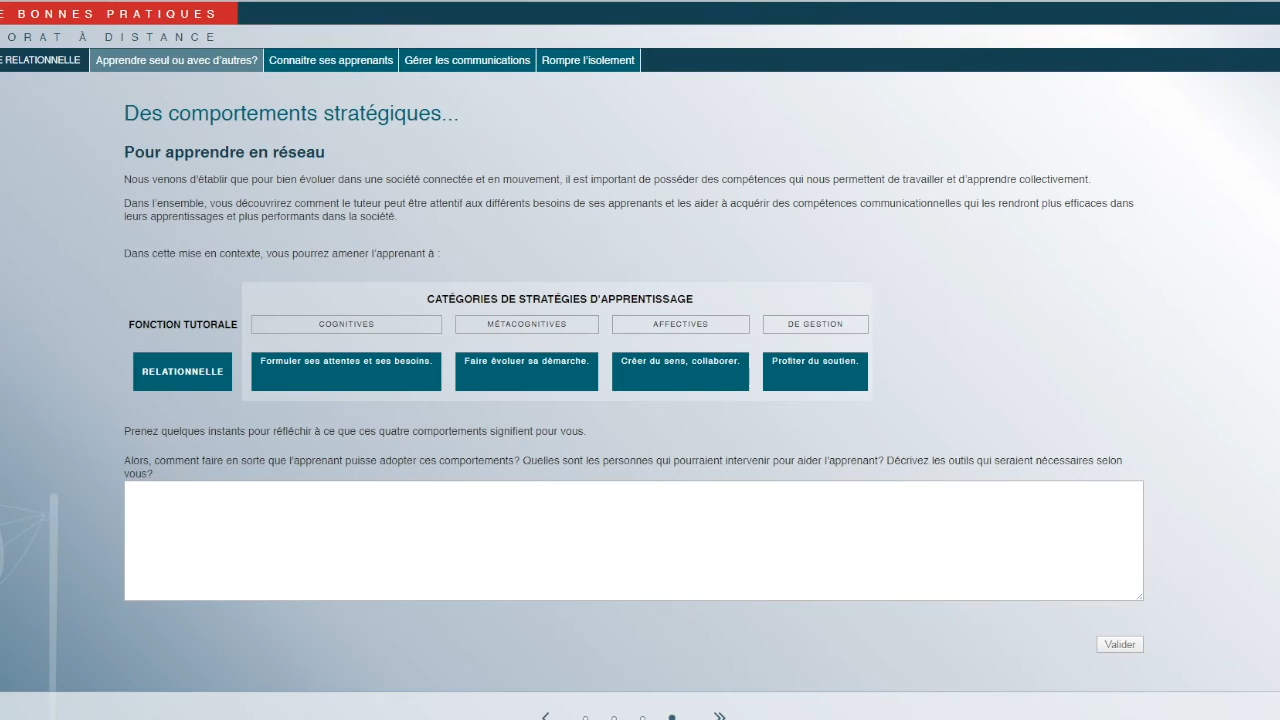 E BONNES PRATIQUES
ORAT À DISTANCE
E RELATIONNELLE
Apprendre seul ou avec d'autres?
Connaitre ses apprenants
Gérer les communications
Rompre l'isolement
Des comportements stratégiques...
Pour apprendre en réseau
Nous venons d'établir que pour bien évoluer dans une société connectée et en mouvement, il est important de posséder des compétences qui nous permettent de travailler et d'apprendre collectivement.
Dans l'ensemble, vous découvrirez comment le tuteur peut être attentif aux différents besoins de ses apprenants et les aider à acquérir des compétences communicationnelles qui les rendront plus efficaces dans
leurs apprentissages et plus performants dans la société.
Dans cette mise en contexte, vous pourrez amener l'apprenant à :
CATÉGORIES DE STRATÉGIES D'APPRENTISSAGE
FONCTION TUTORALE
COGNITIVES
MÉTACOGNITIVES
AFFECTIVES
DE GESTION
RELATIONNELLE
Formuler ses attentes et ses besoins.
Faire évoluer sa démarche.
Créer du sens, collaborer.
Profiter du soutien.
Prenez quelques instants pour réfléchir à ce que ces quatre comportements signifient pour vous.
Alors, comment faire en sorte que l'apprenant puisse adopter ces comportements? Quelles sont les personnes qui pourraient intervenir pour aider l'apprenant? Décrivez les outils qui seraient nécessaires selon
vous?
Valider